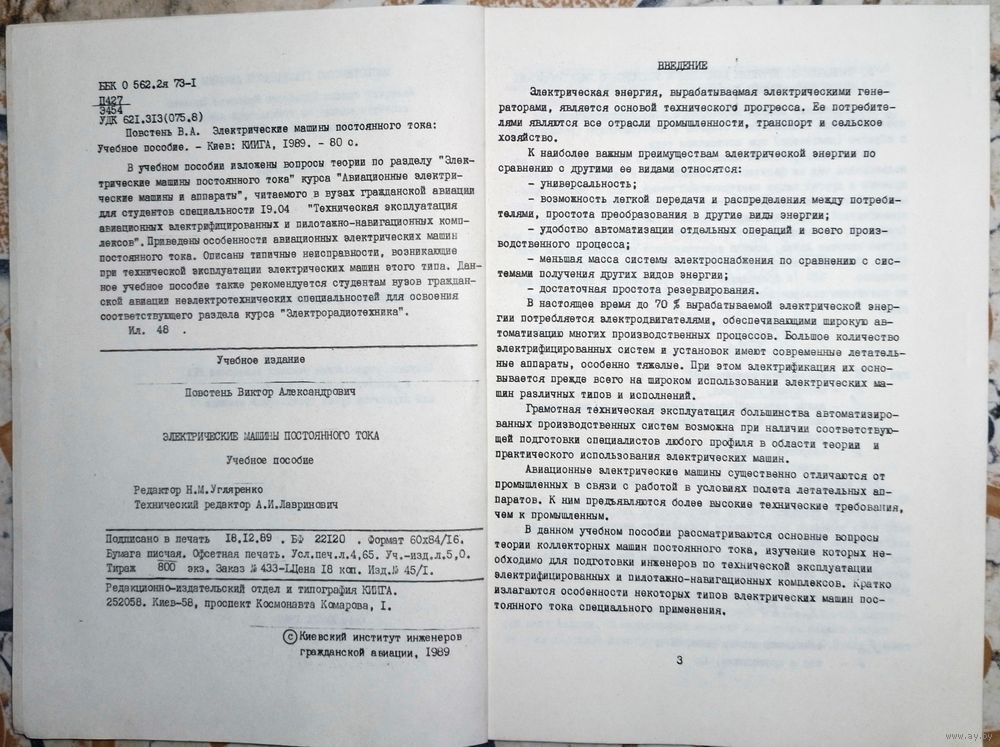 ББК О 562.2я 73-I
П427
3454
УДК 621.313(075.8)
Повстень В.А. Электрические машины постоянного тока:
Учебное пособие. - Киев: КИИГА, 1989. - 80 с.
В учебном пособии изложены вопросы теории по разделу "Элек-
трические машины постоянного тока" курса "Авиационные электри-
ческие машины и аппараты", читаемого в вузах гражданской авиации
для студентов специальности 19.04 "Техническая эксплуатация
авиационных электрифицированных и пилотажно-навигационных комп-
лексов". Приведены особенности авиационных электрических машин
постоянного тока. Описаны типичные неисправности, возникающие
при технической эксплуатации электрических машин этого типа. Дан-
ное учебное пособие также рекомендуется студентам вузов граждан-
ской авиации неэлектротехнических специальностей для освоения
соответствующего раздела курса "Электрорадиотехника".
Ил. 48 .
Учебное издание
Повстень Виктор Александрович
ЭЛЕКТРИЧЕСКИЕ МАШИНЫ ПОСТОЯННОГО ТОКА
Учебное пособие
Редактор Н.М.Угляренко
Технический редактор А.И.Лавринович
Подписано в печать 18.12.89 . БФ 22120 . Формат 60х84/16.
Бумага писчая. Офсетная печать. Усл.печ.л.4,65. Уч.-изд.л.5,0.
Тираж 800 экз. Заказ № 433-I.Цена 18 коп. Изд.№ 45/I.
Редакционно-издательский отдел и типография КИИГА.
252058. Киев-58, проспект Космонавта Комарова, I.
© Киевский институт инженеров
гражданской авиации, 1989
ВВЕДЕНИЕ
Электрическая энергия, вырабатываемая электрическими гене-
раторами, является основой технического прогресса. Ее потребите-
лями являются все отрасли промышленности, транспорт и сельское
хозяйство.
К наиболее важным преимуществам электрической энергии по
сравнению с другими ее видами относятся:
- универсальность;
- возможность легкой передачи и распределения между потреби-
телями, простота преобразования в другие виды энергии;
- удобство автоматизации отдельных операций и всего произ-
водственного процесса;
- меньшая масса системы электроснабжения по сравнению с сис-
темами получения других видов энергии;
- достаточная простота резервирования.
В настоящее время до 70 % вырабатываемой электрической энер-
гии потребляется электродвигателями, обеспечивающими широкую ав-
томатизацию многих производственных процессов. Большое количество
электрифицированных систем и установок имеют современные летатель-
ные аппараты, особенно тяжелые. При этом электрификация их осно-
вывается прежде всего на широком использовании электрических ма-
шин различных типов и исполнений.
Грамотная техническая эксплуатация большинства автоматизиро-
ванных производственных систем возможна при наличии соответствую-
щей подготовки специалистов любого профиля в области теории и
практического использования электрических машин.
Авиационные электрические машины существенно отличаются от
промышленных в связи с работой в условиях полета летательных ап-
паратов. К ним предъявляются более высокие технические требования,
чем к промышленным.
В данном учебном пособии рассматриваются основные вопросы
теории коллекторных машин постоянного тока, изучение которых не-
обходимо для подготовки инженеров по технической эксплуатации
электрифицированных и пилотажно-навигационных комплексов. Кратко
излагаются особенности некоторых типов электрических машин пос-
тоянного тока специального применения.
3
www.ay.by